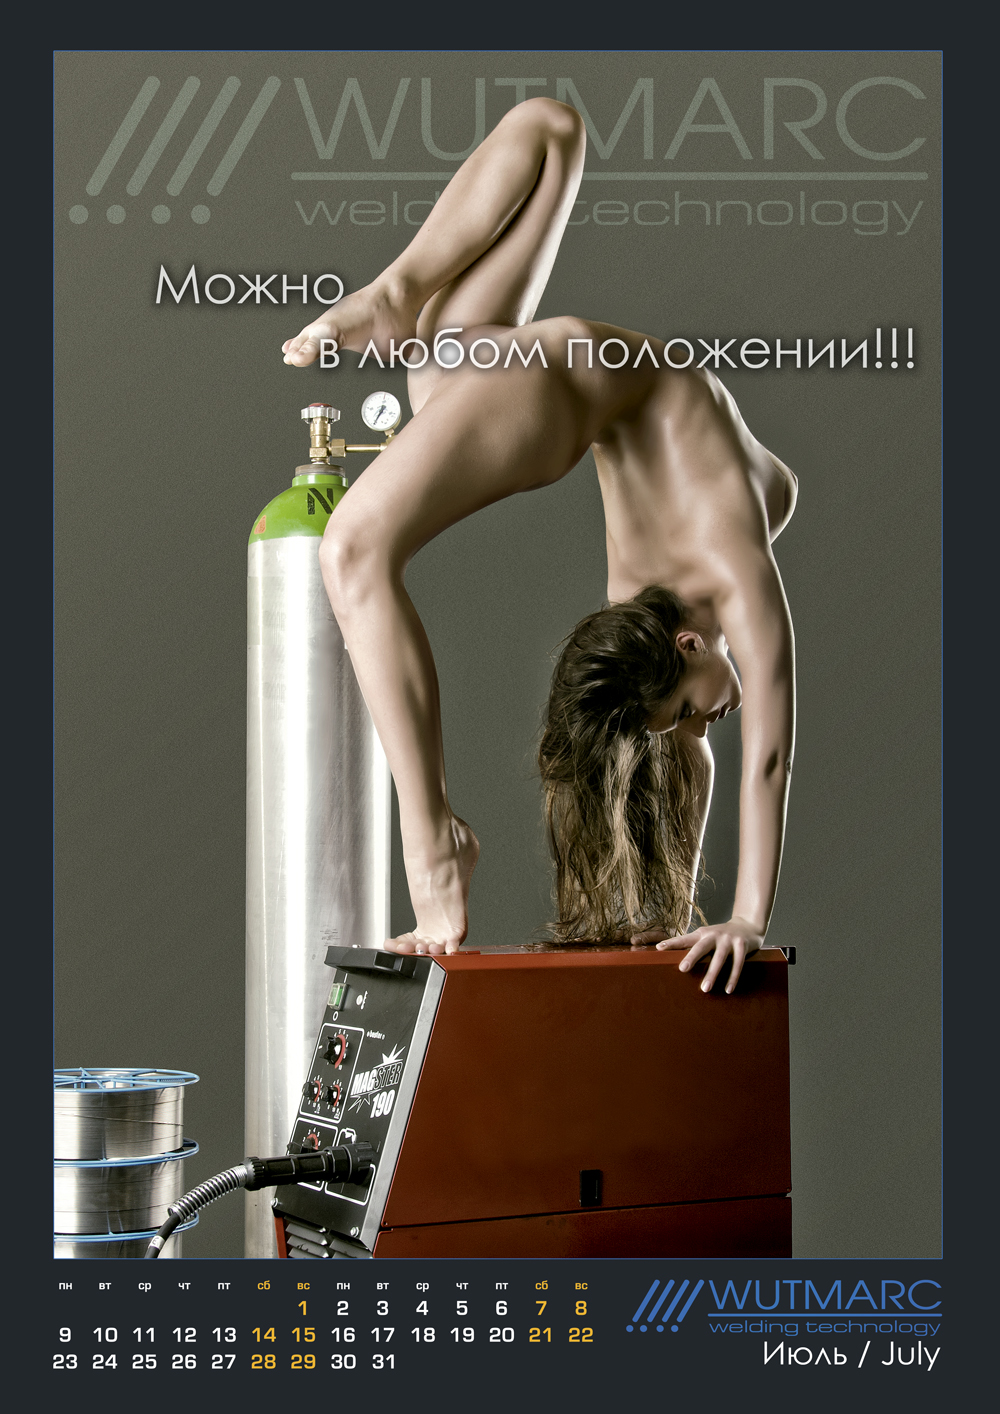 WUTMARC
welding technology
Можно
в любом положении!!!
N
MAGSTER
190
пн вт ср чт пт сб вс пн вт ср чт пт сб вс
1 2 3 4 5 6 7 8
9 10 11 12 13 14 15 16 17 18 19 20 21 22
23 24 25 26 27 28 29 30 31
WUTMARC
welding technology
Июль / July